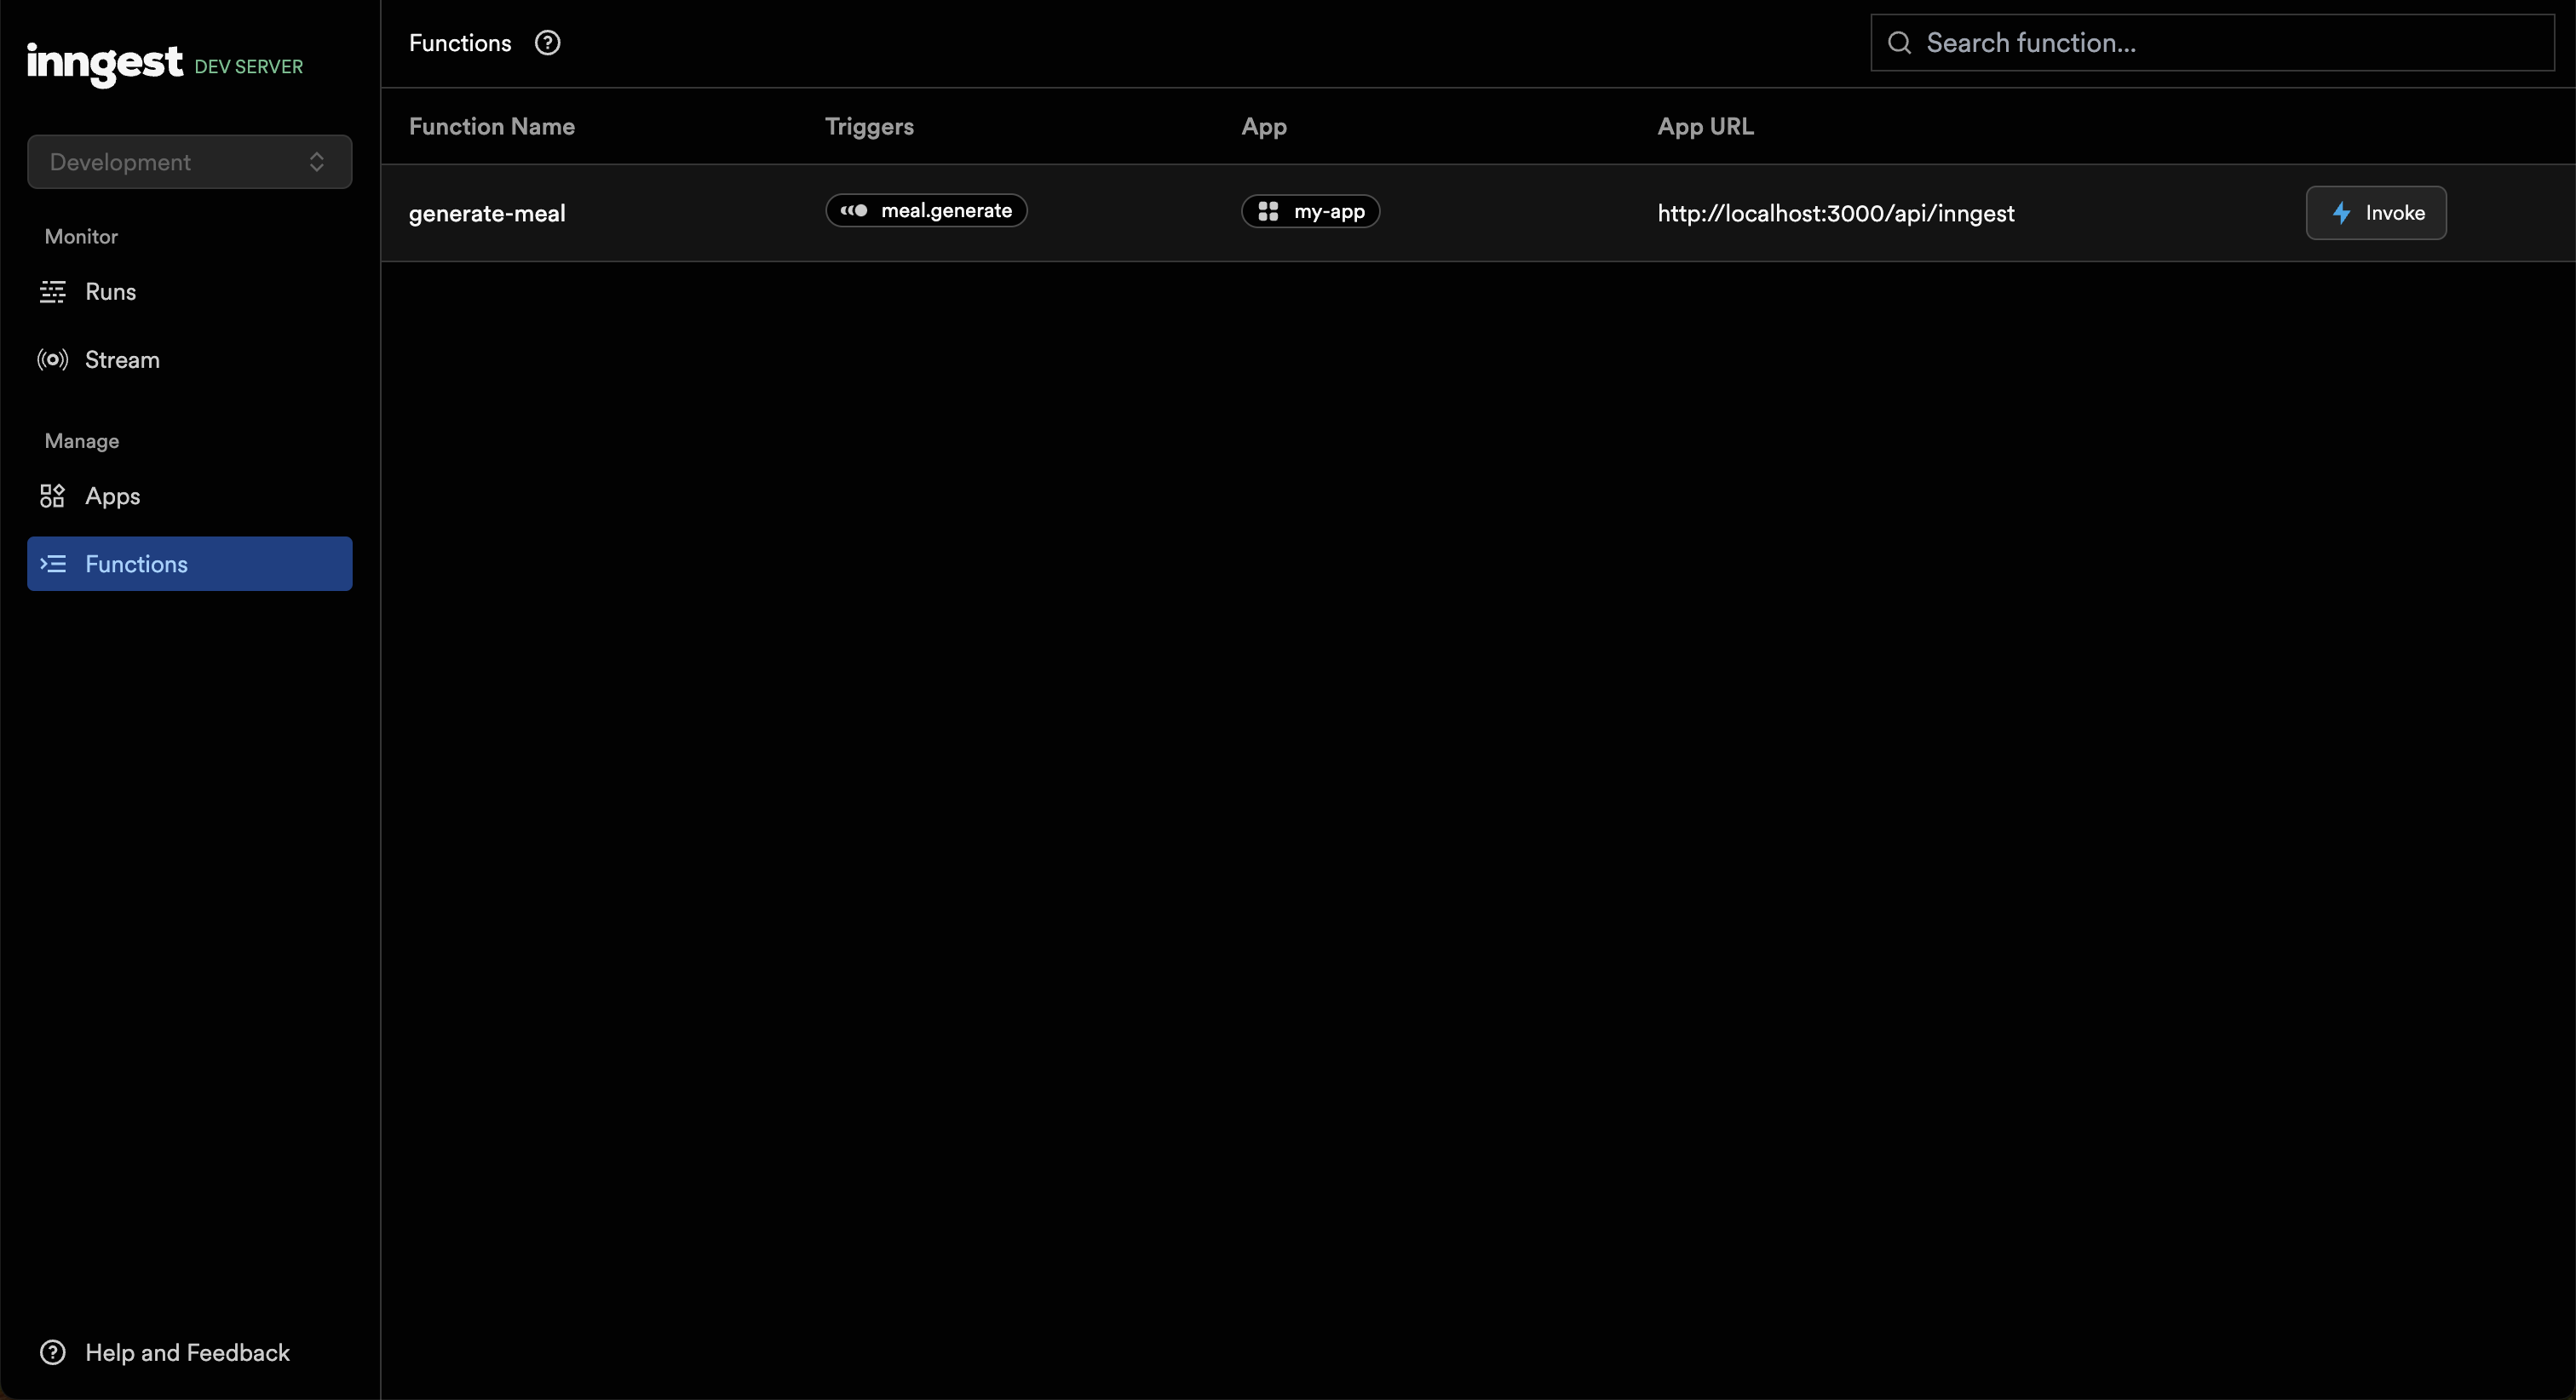 inngest DEV SERVER
Development
Monitor
Runs
Stream
Manage
Apps
Functions
Help and Feedback
Functions
Search function...
Function Name Triggers App App URL
generate-meal meal.generate my-app http://localhost:3000/api/inngest Invoke